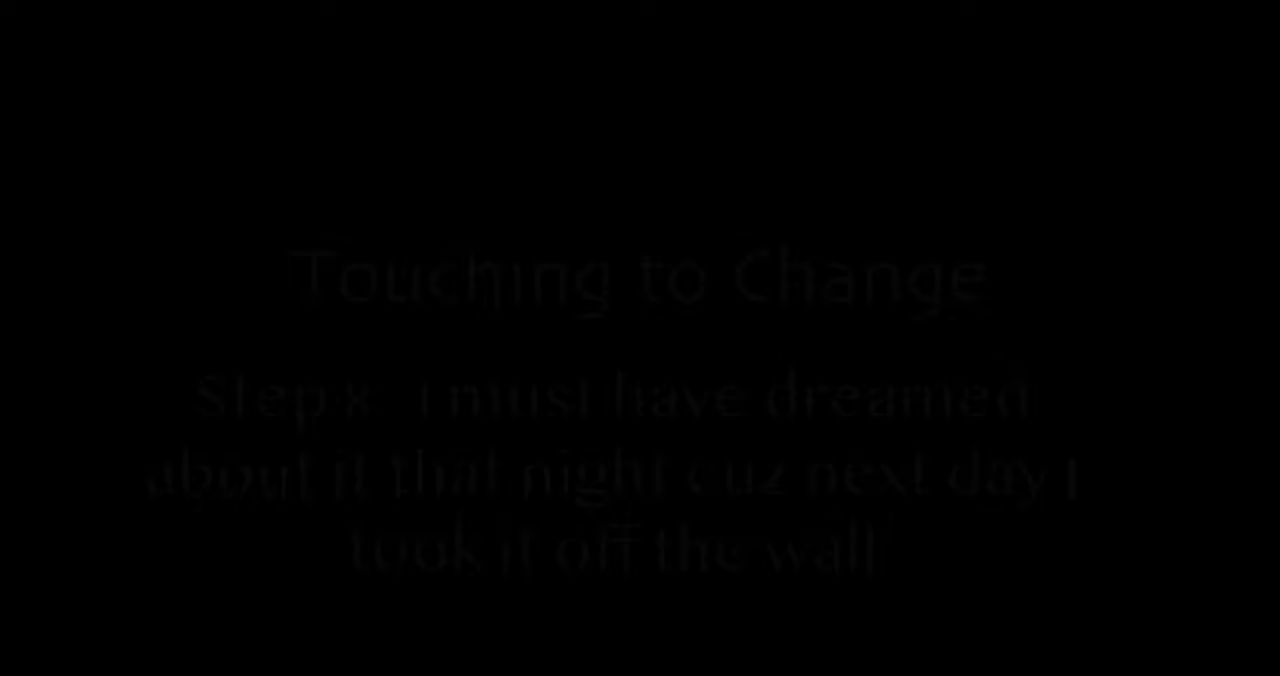 Touching to Change
Step 8 I must have dreamed
about it that night cuz next day I
took it off the wall